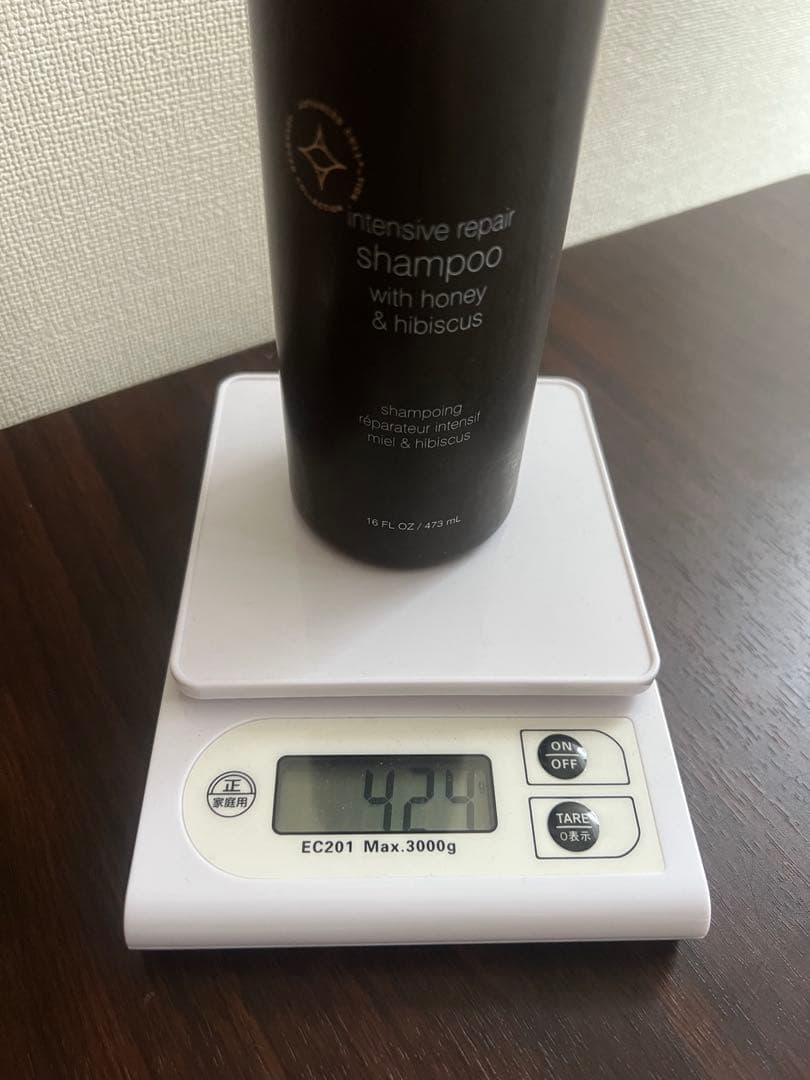 intensive repair
shampoo
with honey
& hibiscus
shampoing
réparateur intensif
miel & hibiscus
16 FL OZ / 473 mL
正
家庭用
424 g
EC201 Max.3000g
ON
OFF
TARE
0表示